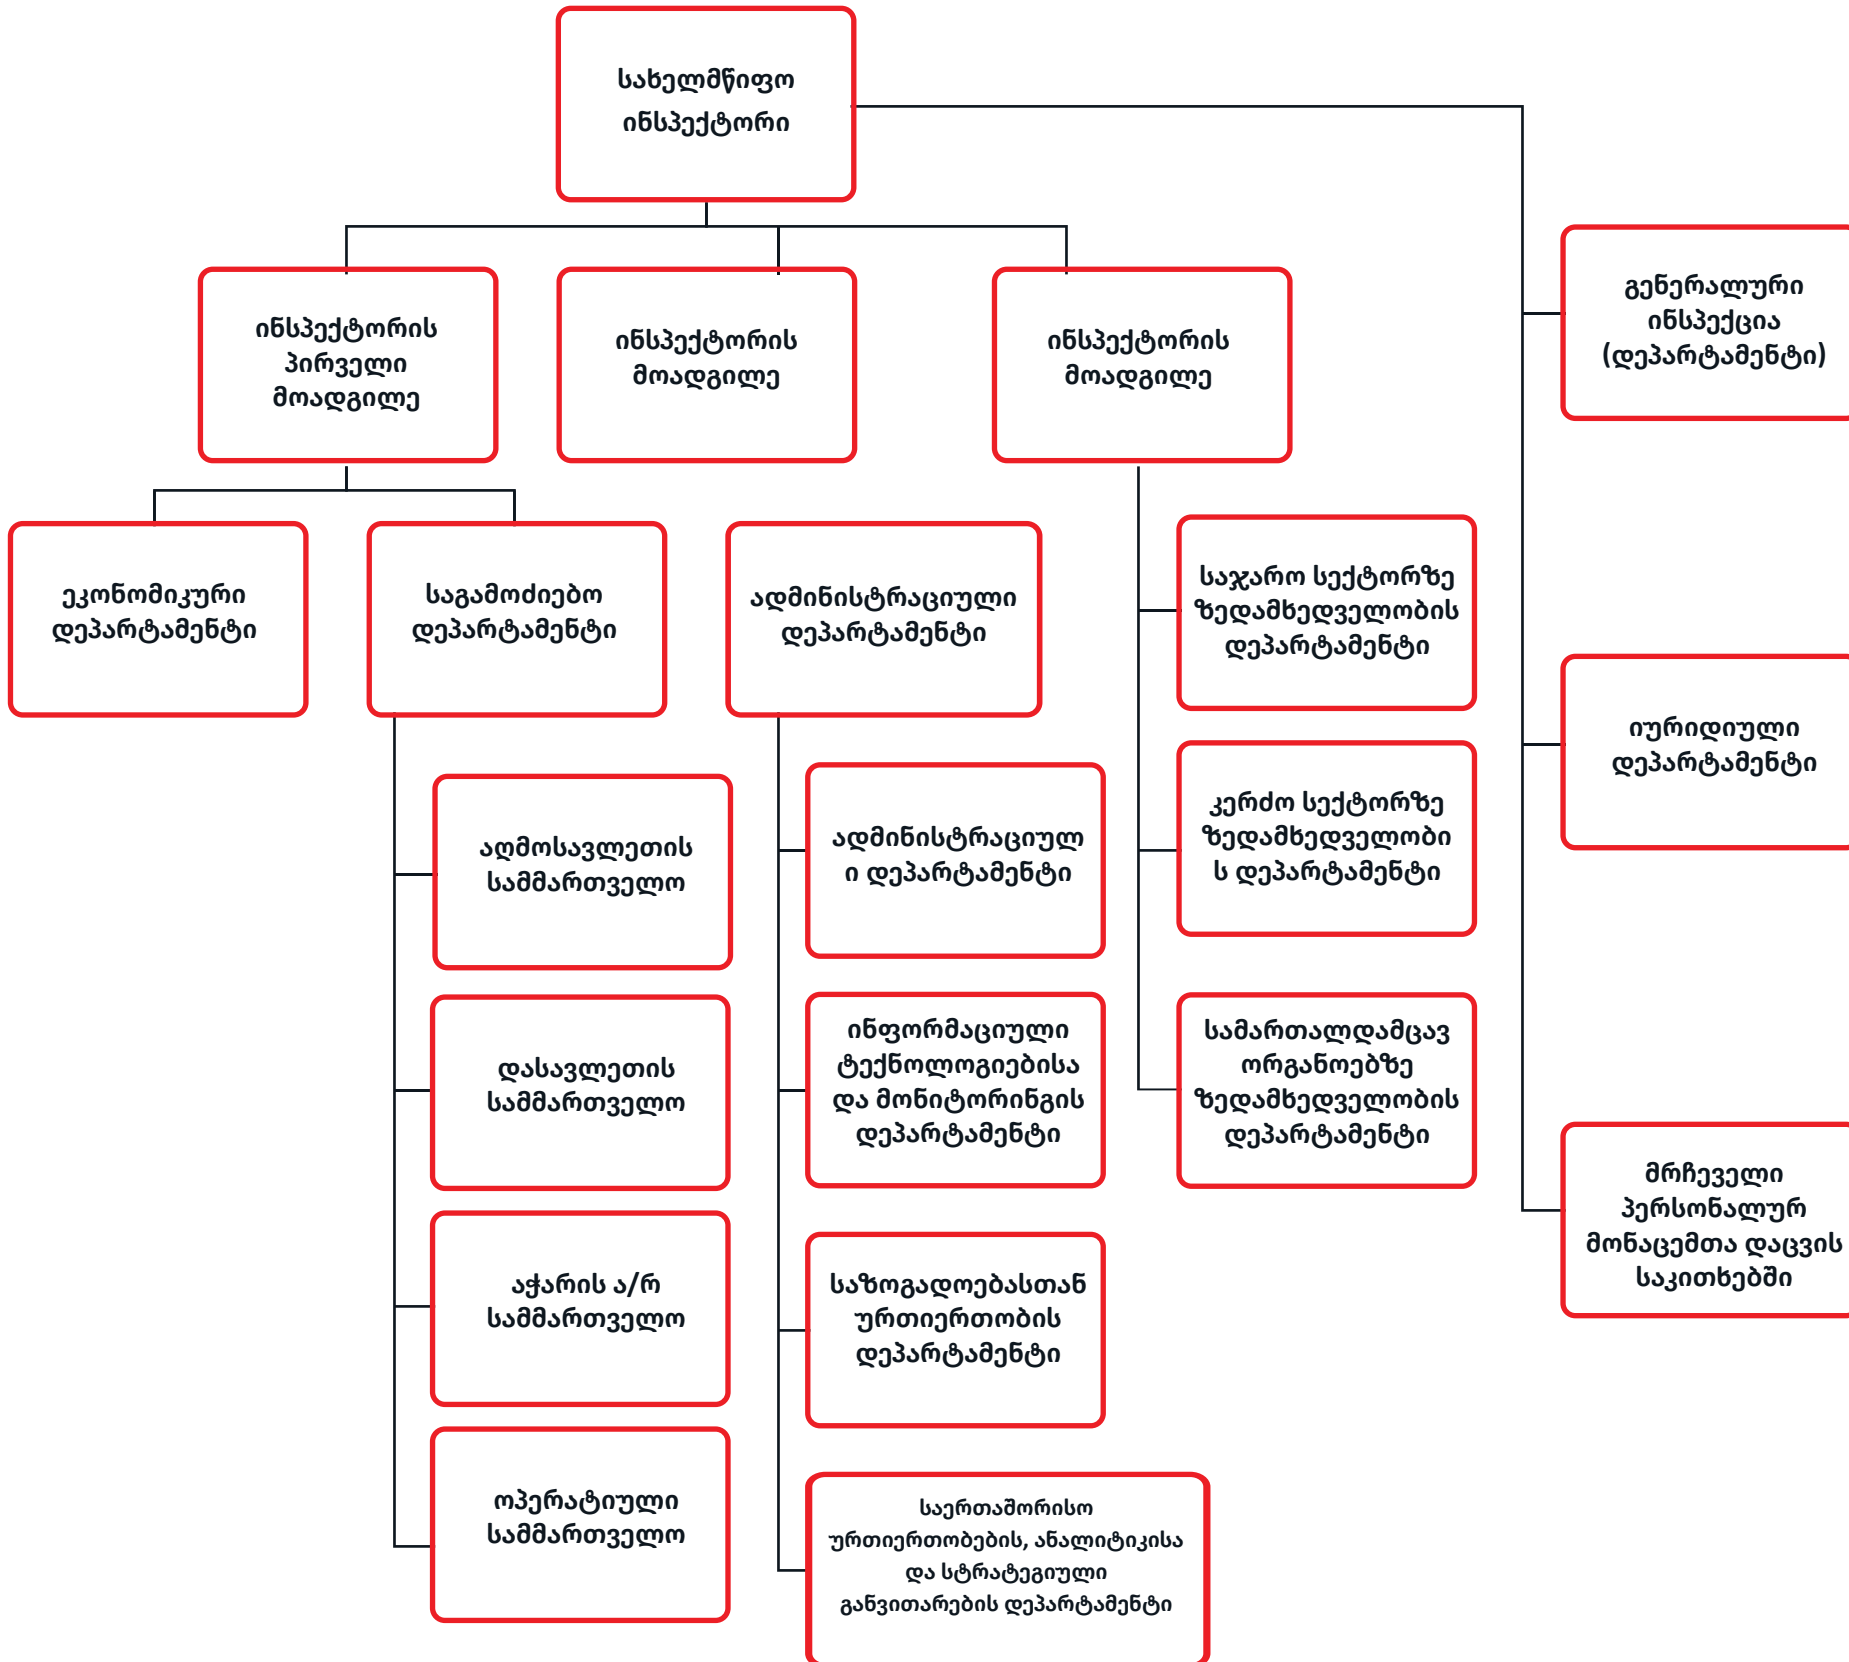 სახელმწიფო
ინსპექტორი
ინსპექტორის
პირველი
მოადგილე
ინსპექტორის
მოადგილე
ინსპექტორის
მოადგილე
გენერალური
ინსპექცია
(დეპარტამენტი)
ეკონომიკური
დეპარტამენტი
საგამოძიებო
დეპარტამენტი
ადმინისტრაციული
დეპარტამენტი
საჯარო სექტორზე
ზედამხედველობის
დეპარტამენტი
იურიდიული
დეპარტამენტი
აღმოსავლეთის
სამმართველო
ადმინისტრაციულ
ი დეპარტამენტი
კერძო სექტორზე
ზედამხედველობი
ს დეპარტამენტი
დასავლეთის
სამმართველო
ინფორმაციული
ტექნოლოგიებისა
და მონიტორინგის
დეპარტამენტი
სამართალდამცავ
ორგანოებზე
ზედამხედველობის
დეპარტამენტი
მრჩეველი
პერსონალურ
მონაცემთა დაცვის
საკითხებში
აჭარის ა/რ
სამმართველო
საზოგადოებასთან
ურთიერთობის
დეპარტამენტი
ოპერატიული
სამმართველო
საერთაშორისო
ურთიერთობების, ანალიტიკისა
და სტრატეგიული
განვითარების დეპარტამენტი